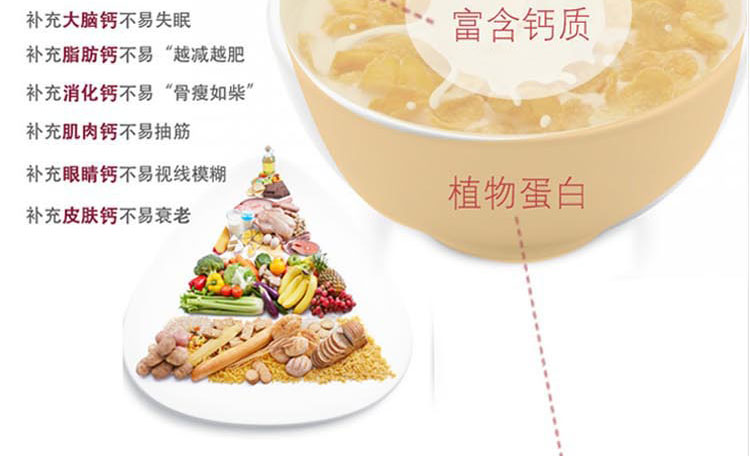 补充大脑钙不易失眠
补充脂肪钙不易“越减越肥
补充消化钙不易“骨瘦如柴”
补充肌肉钙不易抽筋
补充眼睛钙不易视线模糊
补充皮肤钙不易衰老
富含钙质
植物蛋白